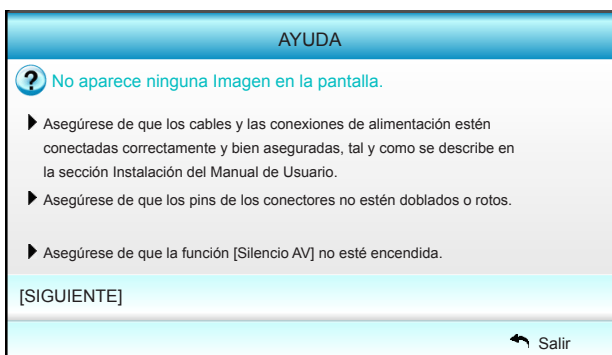 AYUDA
? No aparece ninguna Imagen en la pantalla.
Asegúrese de que los cables y las conexiones de alimentación estén
conectadas correctamente y bien aseguradas, tal y como se describe en
la sección Instalación del Manual de Usuario.
Asegúrese de que los pins de los conectores no estén doblados o rotos.
Asegúrese de que la función [Silencio AV] no esté encendida.
[SIGUIENTE]
Salir